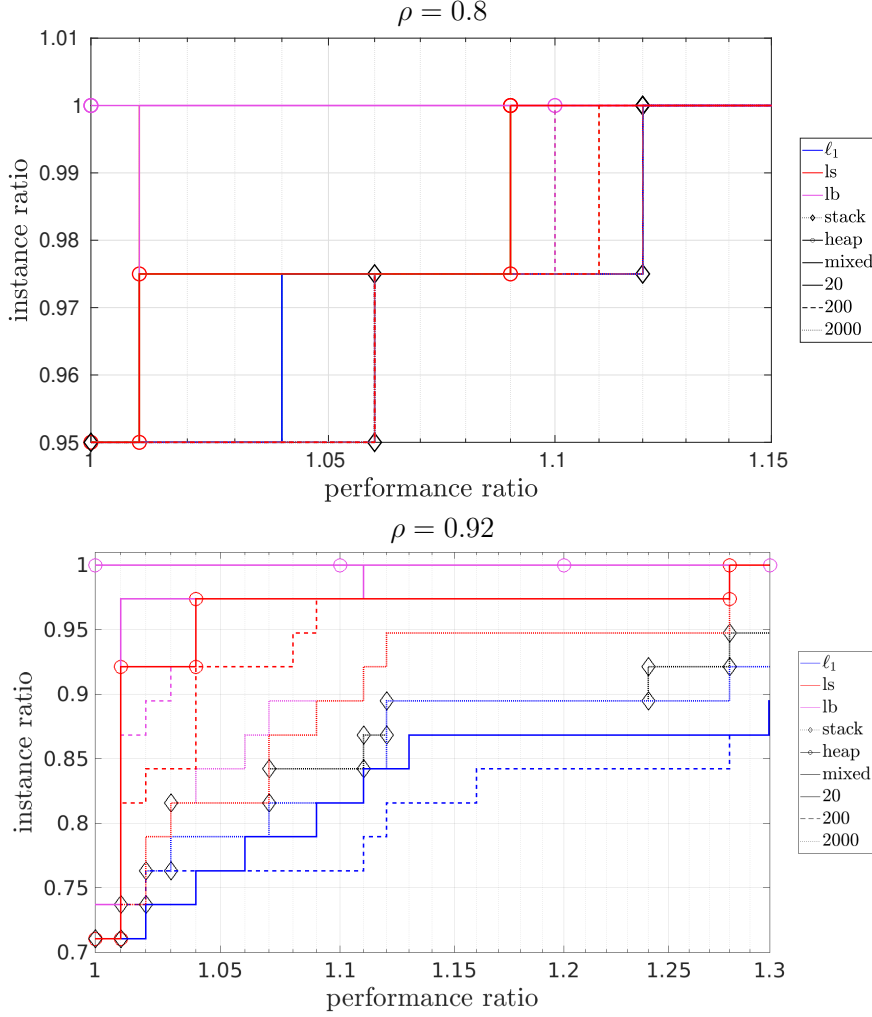 ρ = 0.8
1.01
1
0.99
0.98
0.97
0.96
0.95
instance ratio
1
1.05
1.1
1.15
performance ratio
ℓ₁
ls
lb
stack
heap
mixed
20
200
2000
ρ = 0.92
1
0.95
0.9
0.85
0.8
0.75
0.7
instance ratio
1
1.05
1.1
1.15
1.2
1.25
1.3
performance ratio
ℓ₁
ls
lb
stack
heap
mixed
20
200
2000